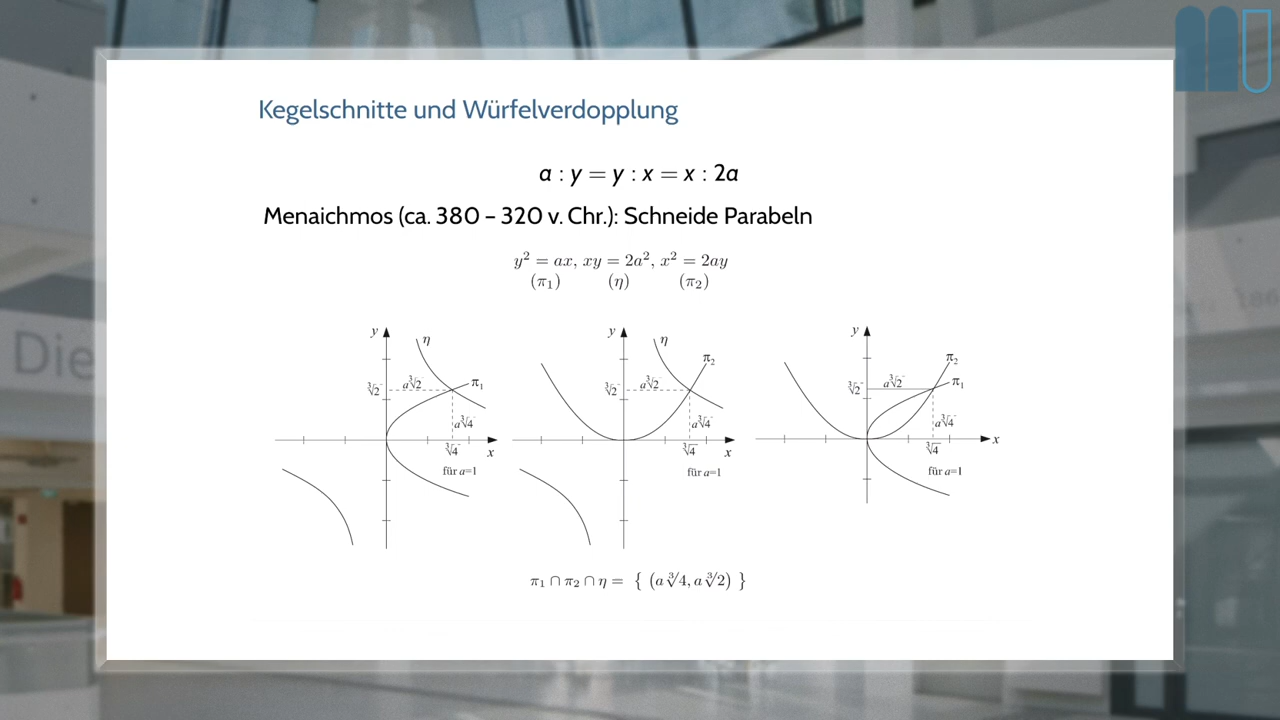 Kegelschnitte und Würfelverdopplung
a : y = y : x = x : 2a
Menaichmos (ca. 380 – 320 v. Chr.): Schneide Parabeln
y² = ax, xy = 2a², x² = 2ay
(π₁) (η) (π₂)
y η
∛2 a∛2 π₁
a∛4
∛4 x
für a=1
y η
π₂
∛2 a∛2
a∛4
∛4 x
für a=1
y
π₂
∛2 a∛2 π₁
a∛4
∛4 x
für a=1
π₁ ∩ π₂ ∩ η = { (a∛4, a∛2) }
Die